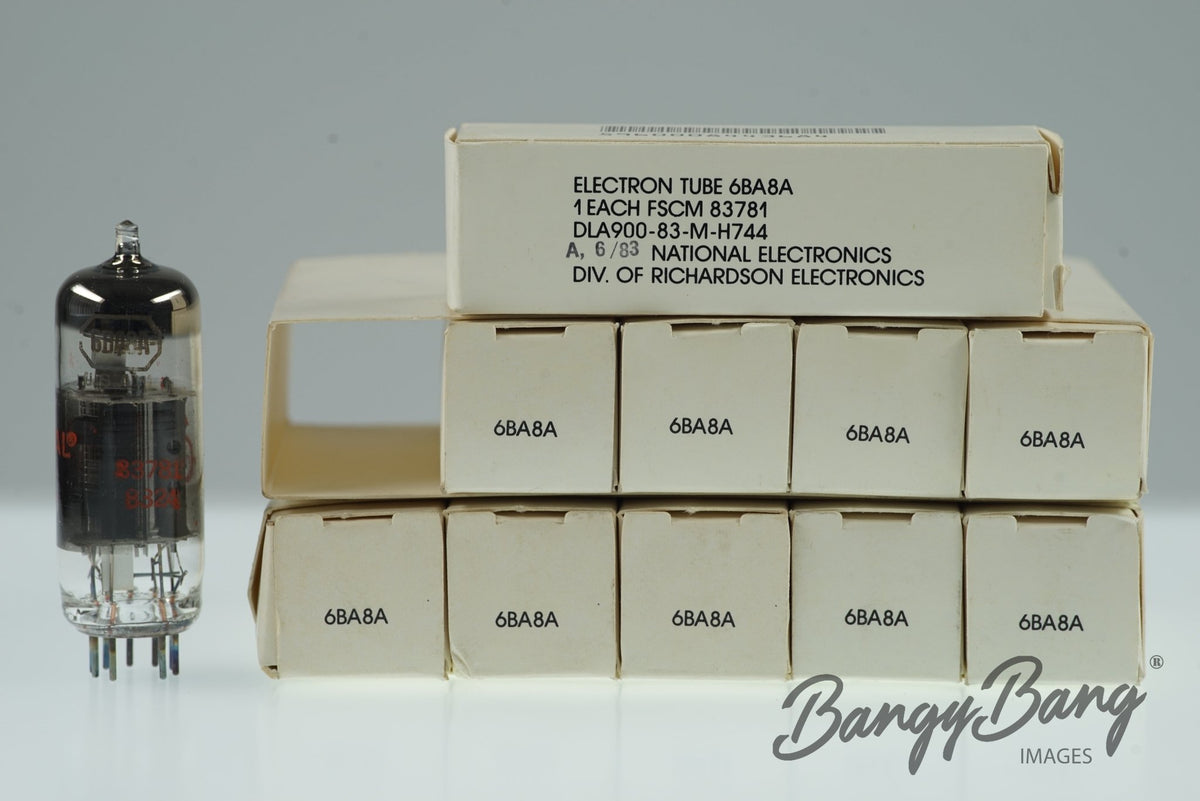 ELECTRON TUBE 6BA8A
1 EACH FSCM 83781
DLA900-83-M-H744
A, 6/83 NATIONAL ELECTRONICS
DIV. OF RICHARDSON ELECTRONICS
6BA8A
6BA8A
6BA8A
6BA8A
83781
8324
6BA8A
6BA8A
6BA8A
6BA8A
6BA8A
BangyBang®
IMAGES